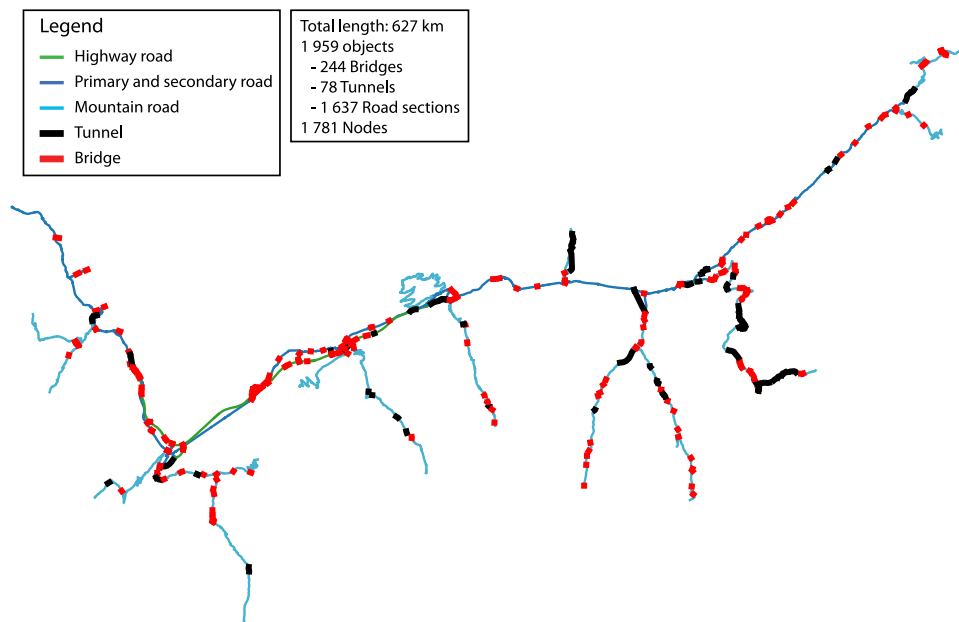 Legend
Highway road
Primary and secondary road
Mountain road
Tunnel
Bridge
Total length: 627 km
1 959 objects
- 244 Bridges
- 78 Tunnels
- 1 637 Road sections
1 781 Nodes